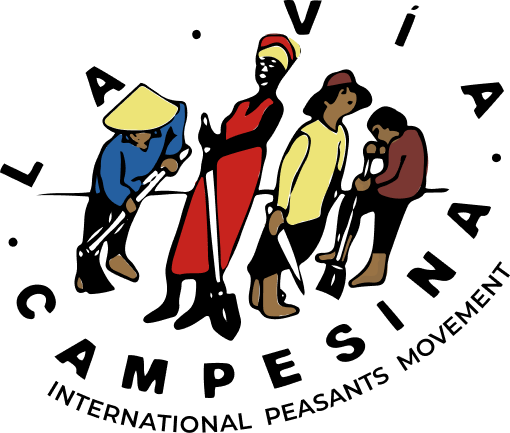 LA VÍA
CAMPESINA
INTERNATIONAL PEASANTS MOVEMENT